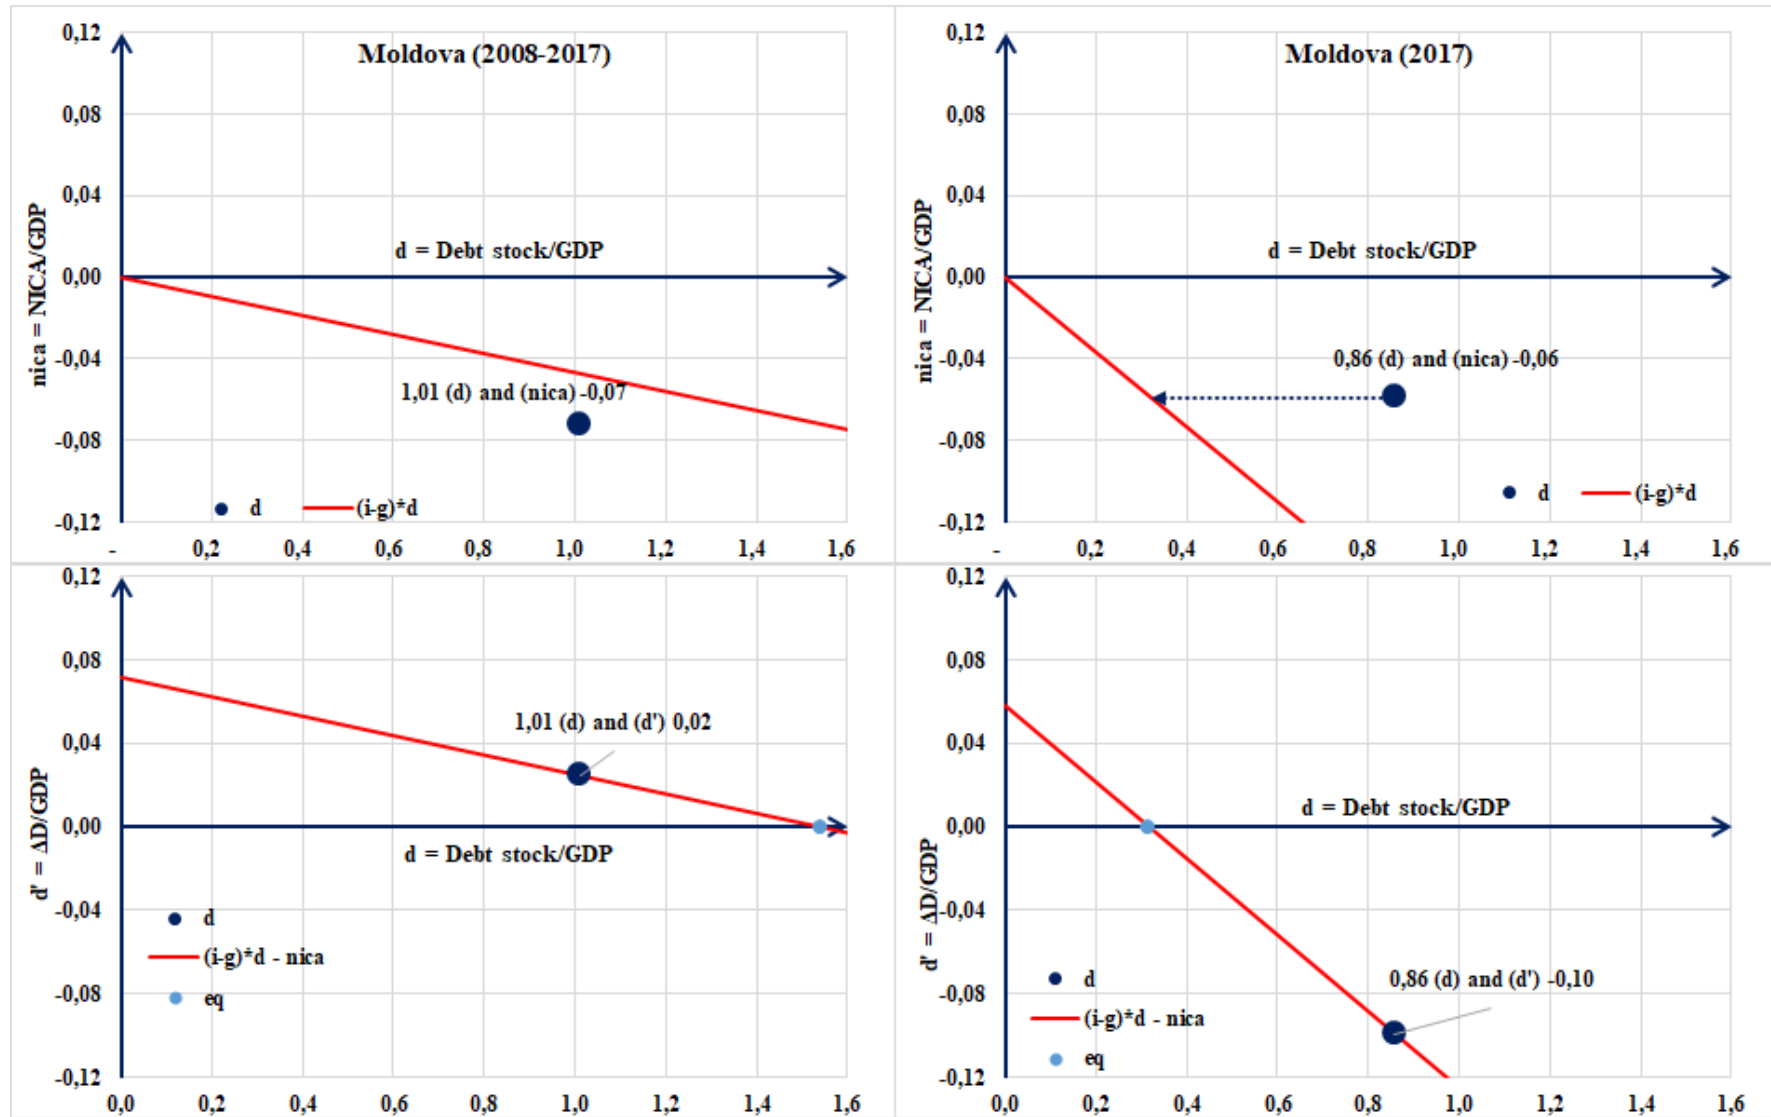 Moldova (2008-2017)
nica = NICA/GDP
0,12
0,08
0,04
0,00
-0,04
-0,08
-0,12
d = Debt stock/GDP
1,01 (d) and (nica) -0,07
d
(i-g)*d
- 0,2 0,4 0,6 0,8 1,0 1,2 1,4 1,6
Moldova (2017)
nica = NICA/GDP
0,12
0,08
0,04
0,00
-0,04
-0,08
-0,12
d = Debt stock/GDP
0,86 (d) and (nica) -0,06
d
(i-g)*d
- 0,2 0,4 0,6 0,8 1,0 1,2 1,4 1,6
d' = ΔD/GDP
0,12
0,08
0,04
0,00
-0,04
-0,08
-0,12
1,01 (d) and (d') 0,02
d = Debt stock/GDP
d
(i-g)*d - nica
eq
0,0 0,2 0,4 0,6 0,8 1,0 1,2 1,4 1,6
d' = ΔD/GDP
0,12
0,08
0,04
0,00
-0,04
-0,08
-0,12
d = Debt stock/GDP
0,86 (d) and (d') -0,10
d
(i-g)*d - nica
eq
0,0 0,2 0,4 0,6 0,8 1,0 1,2 1,4 1,6